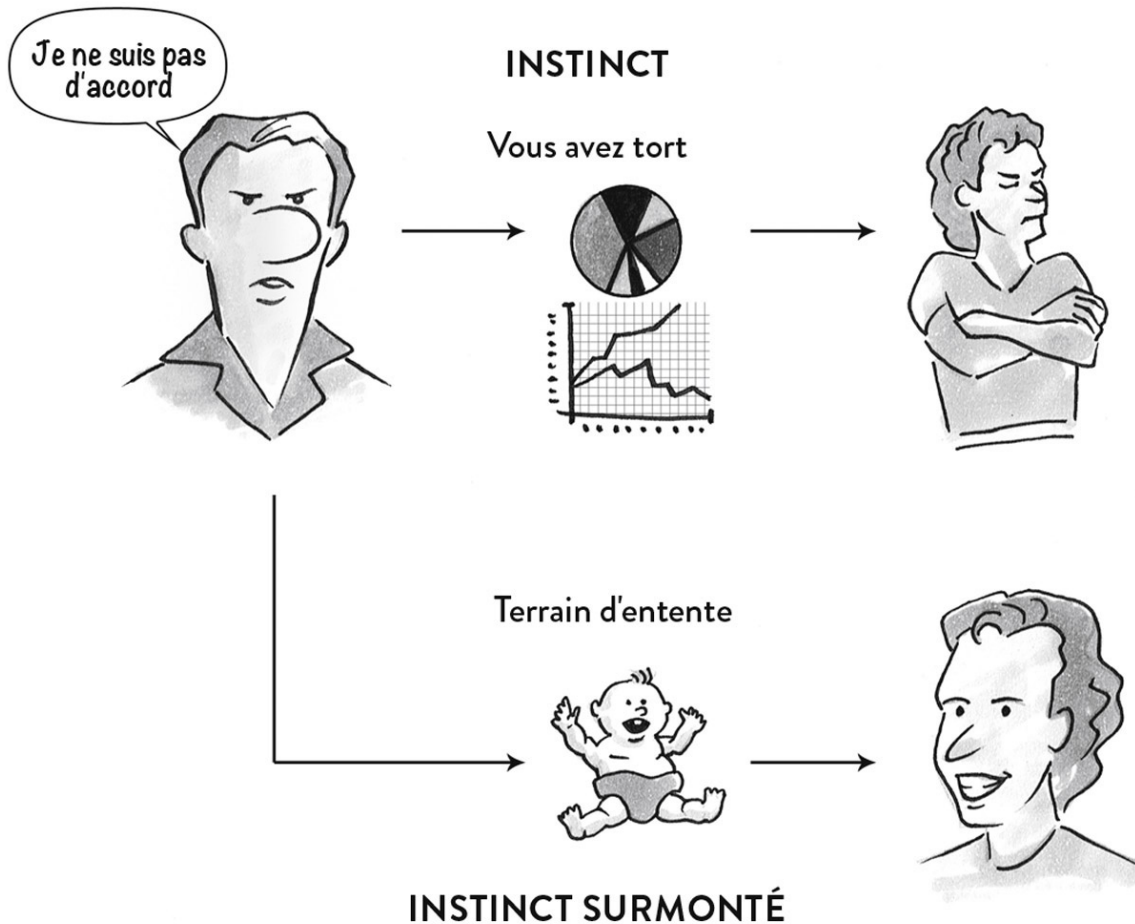 Je ne suis pas
d'accord
INSTINCT
Vous avez tort
Terrain d'entente
INSTINCT SURMONTÉ